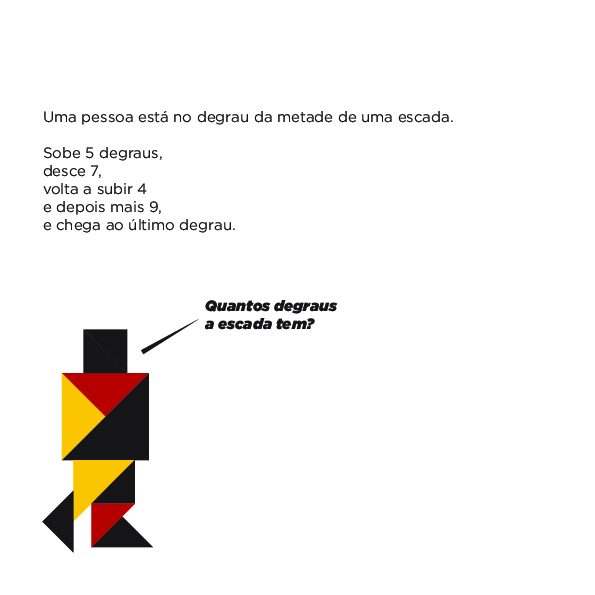 Uma pessoa está no degrau da metade de uma escada.
Sobe 5 degraus,
desce 7,
volta a subir 4
e depois mais 9,
e chega ao último degrau.
Quantos degraus
a escada tem?